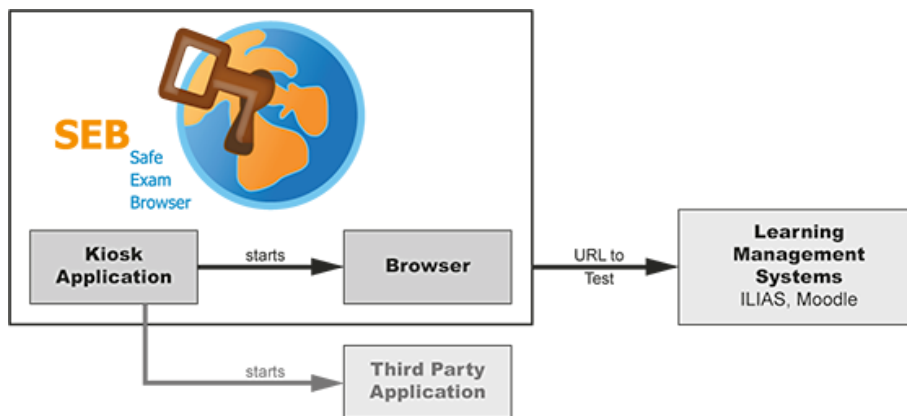 SEB
Safe
Exam
Browser
Kiosk
Application
starts
Browser
URL to
Test
Learning
Management
Systems
ILIAS, Moodle
starts
Third Party
Application